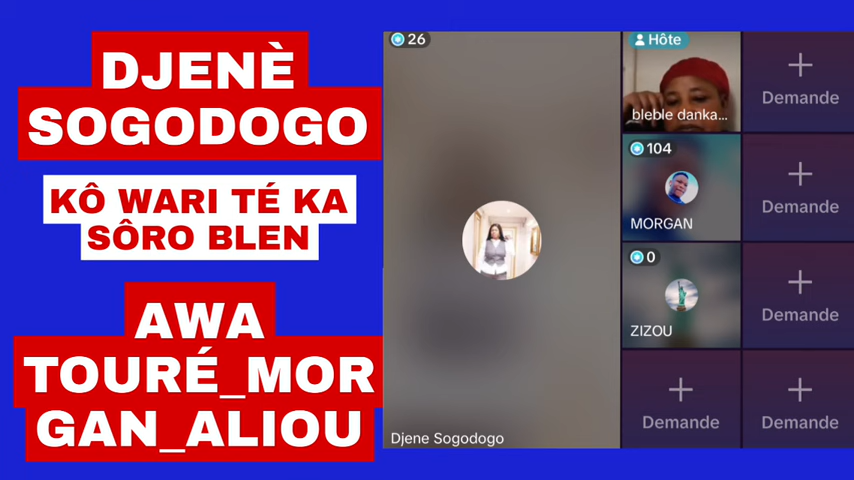 DJENÈ
SOGODOGO
KÔ WARI TÉ KA
SÔRO BLEN
AWA
TOURÉ_MOR
GAN_ALIOU
26
Djene Sogodogo
Hôte
bleble danka...
104
MORGAN
0
ZIZOU
Demande
Demande
Demande
Demande
Demande